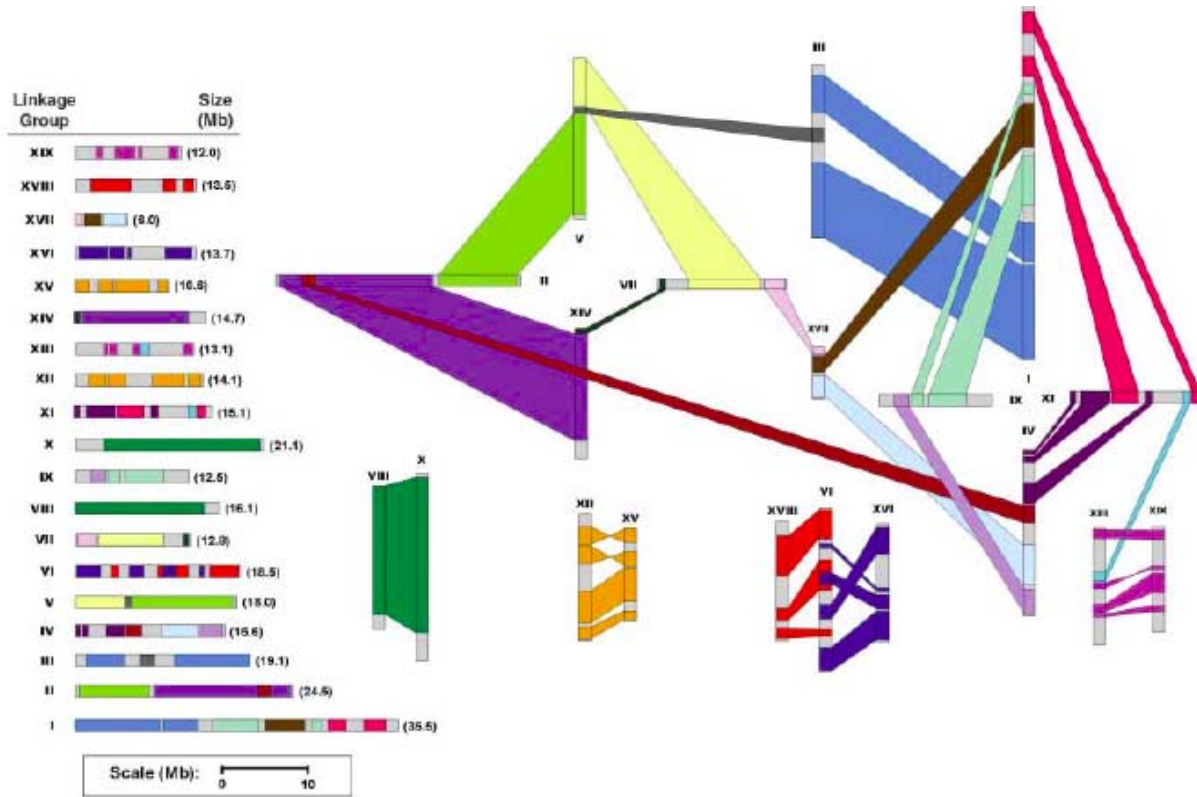 Linkage Group
Size (Mb)
XIX (12.0)
XVIII (13.5)
XVII (6.0)
XVI (13.7)
XV (10.6)
XIV (14.7)
XIII (13.1)
XII (14.1)
XI (15.1)
X (21.1)
IX (12.5)
VIII (16.1)
VII (12.8)
VI (18.5)
V (18.0)
IV (16.6)
III (19.1)
II (24.5)
I (35.5)
Scale (Mb):
0 10
III
V
II
VII
XIV
XVII
I
IX
XI
IV
VIII
X
XII
XV
XVIII
VI
XVI
XIII
XIX